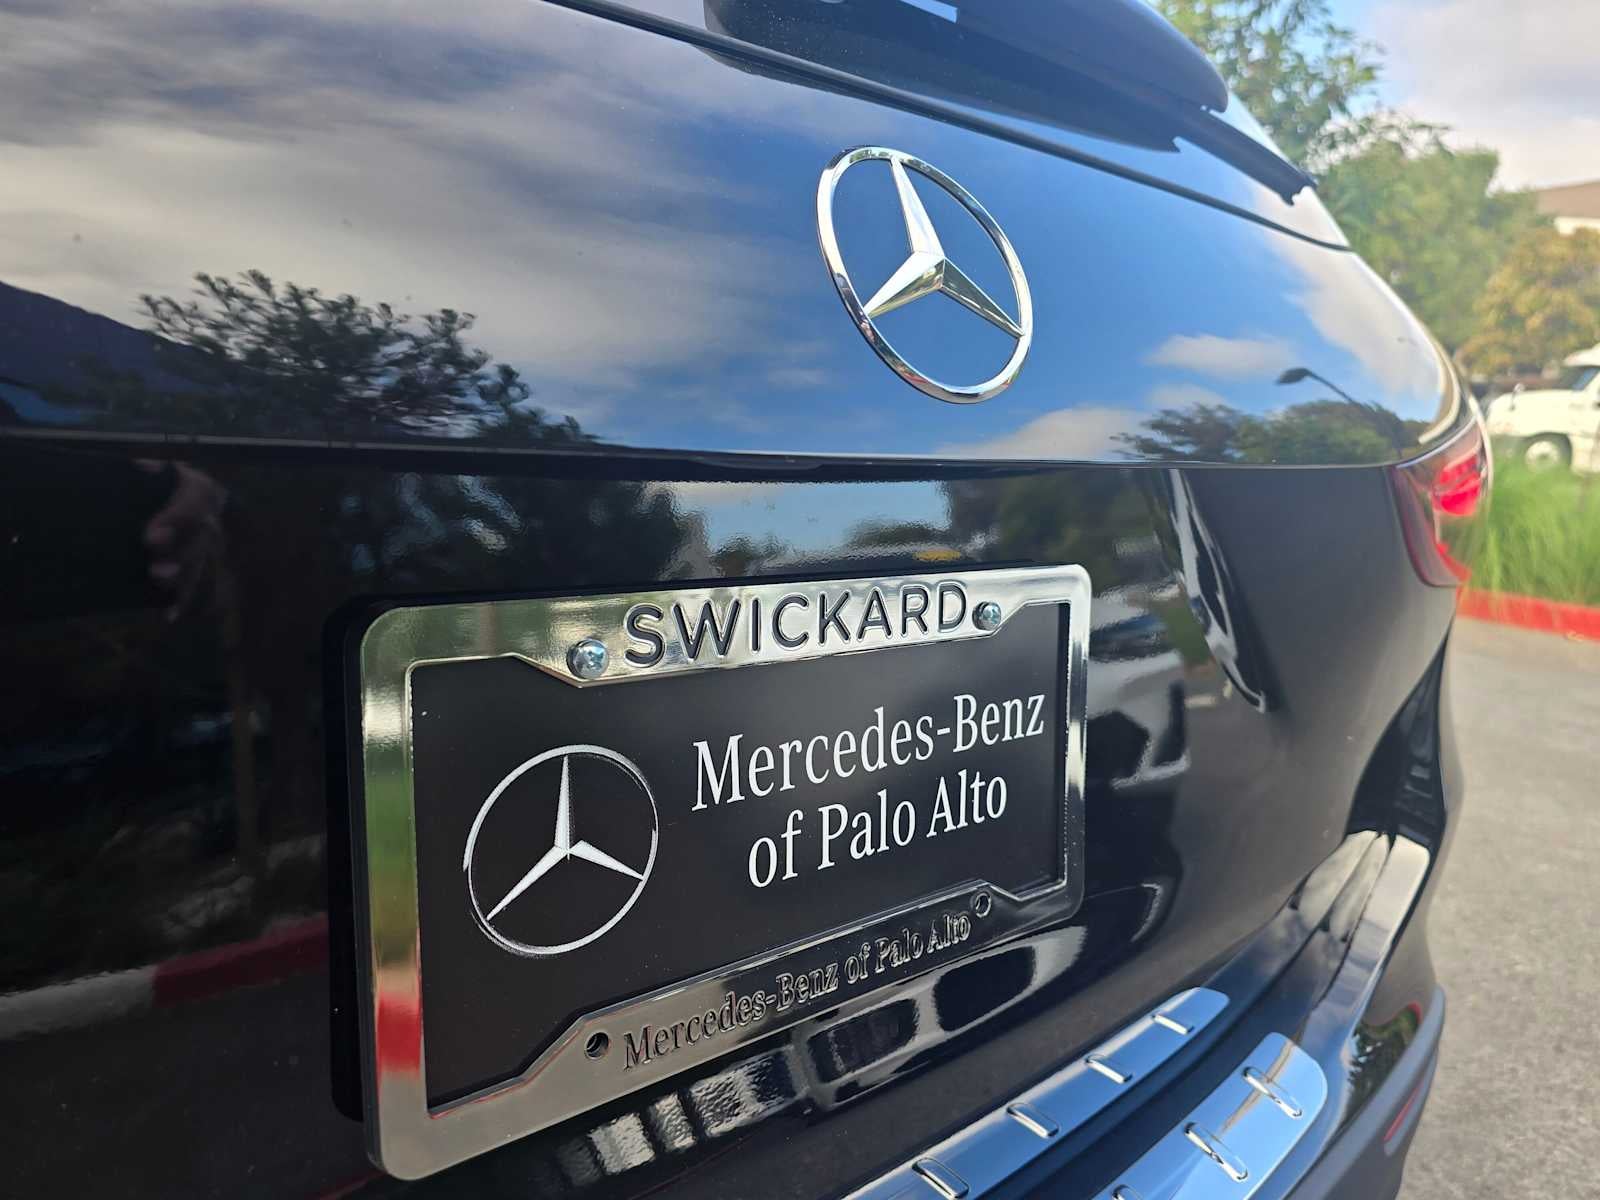 SWICKARD
Mercedes-Benz
of Palo Alto
Mercedes-Benz of Palo Alto